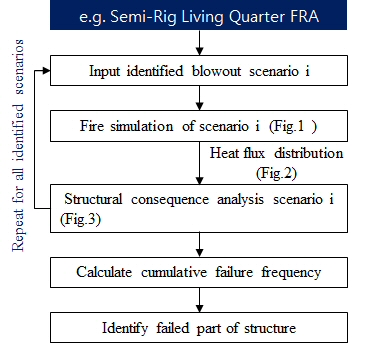 e.g. Semi-Rig Living Quarter FRA
Input identified blowout scenario i
Fire simulation of scenario i (Fig.1 )
Heat flux distribution
(Fig.2)
Structural consequence analysis scenario i
(Fig.3)
Calculate cumulative failure frequency
Identify failed part of structure
Repeat for all identified scenarios